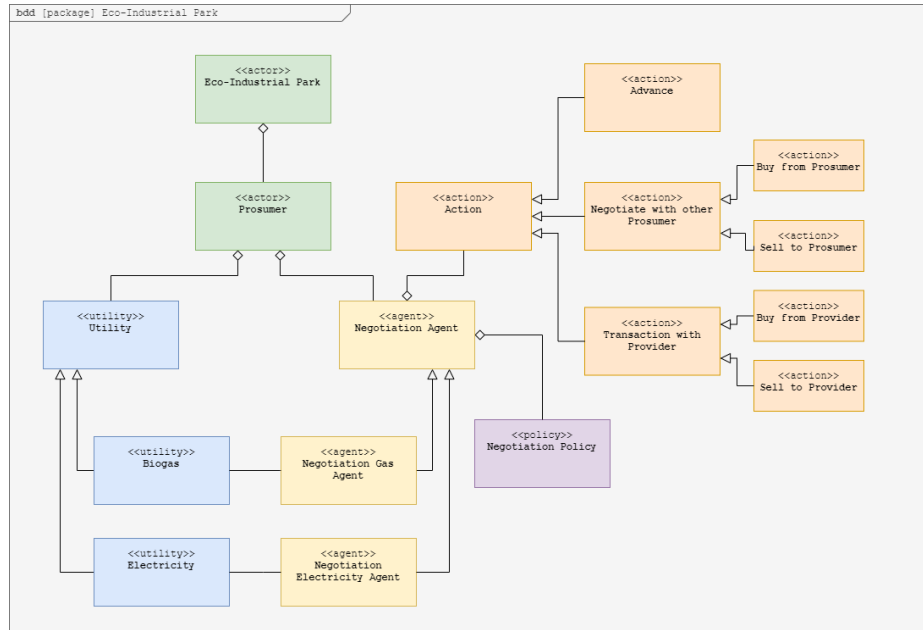 bdd [package] Eco-Industrial Park
<<actor>>
Eco-Industrial Park
<<actor>>
Prosumer
<<utility>>
Utility
<<agent>>
Negotiation Agent
<<utility>>
Biogas
<<agent>>
Negotiation Gas
Agent
<<utility>>
Electricity
<<agent>>
Negotiation
Electricity Agent
<<policy>>
Negotiation Policy
<<action>>
Action
<<action>>
Advance
<<action>>
Negotiate with other
Prosumer
<<action>>
Transaction with
Provider
<<action>>
Buy from Prosumer
<<action>>
Sell to Prosumer
<<action>>
Buy from Provider
<<action>>
Sell to Provider